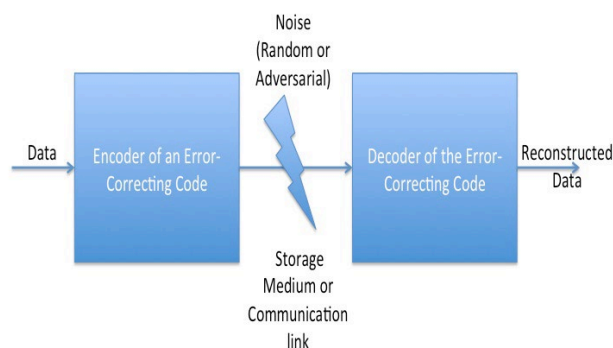 Noise
(Random or
Adversarial)
Data
Encoder of an Error-
Correcting Code
Decoder of the Error-
Correcting Code
Reconstructed
Data
Storage
Medium or
Communication
link